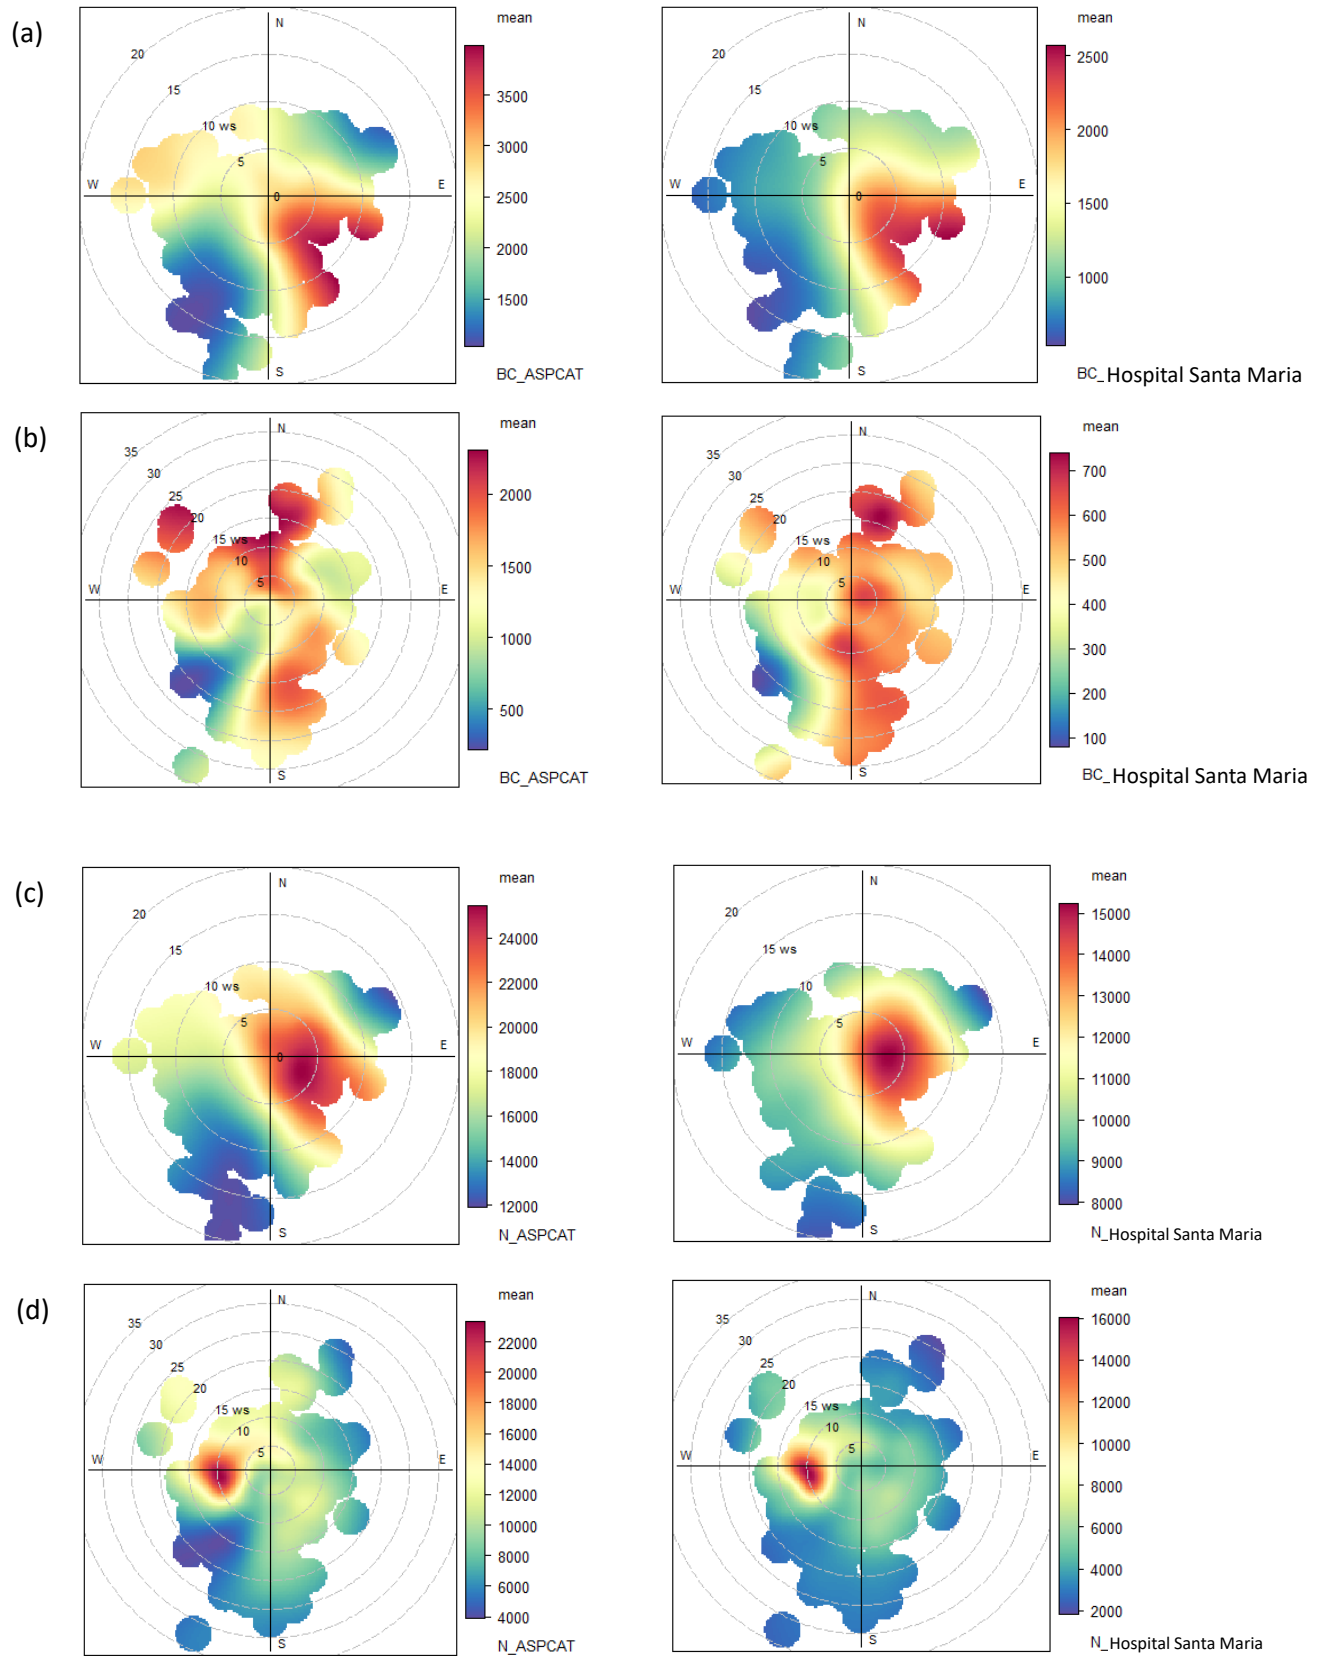 (a)
mean
N
20
15
10 ws
5
0
W
E
S
3500
3000
2500
2000
1500
BC_ASPCAT
mean
N
20
15
10 ws
5
0
W
E
S
2500
2000
1500
1000
BC_Hospital Santa Maria
(b)
mean
N
35
30
25
20
15 ws
10
5
W
E
S
2000
1500
1000
500
BC_ASPCAT
mean
N
35
30
25
20
15 ws
10
5
W
E
S
700
600
500
400
300
200
100
BC_Hospital Santa Maria
(c)
mean
N
20
15
10 ws
5
0
W
E
S
24000
22000
20000
18000
16000
14000
12000
N_ASPCAT
mean
N
20
15 ws
10
5
W
E
S
15000
14000
13000
12000
11000
10000
9000
8000
N_Hospital Santa Maria
(d)
mean
N
35
30
25
20
15 ws
10
5
W
E
S
22000
20000
18000
16000
14000
12000
10000
8000
6000
4000
N_ASPCAT
mean
N
35
30
25
20
15 ws
10
5
W
E
S
16000
14000
12000
10000
8000
6000
4000
2000
N_Hospital Santa Maria